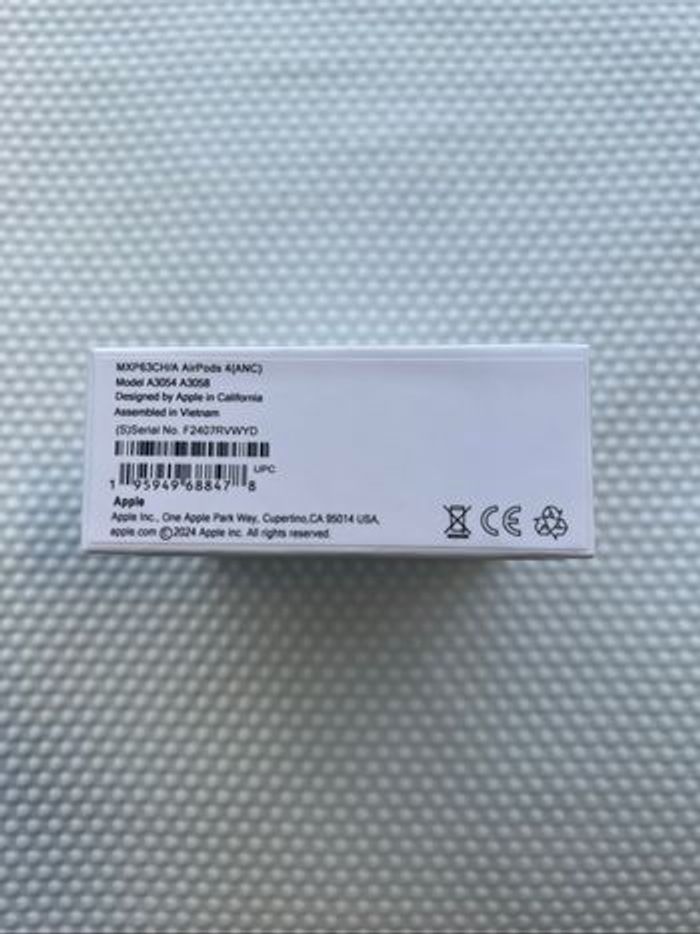 MXP63CH/A AirPods 4(ANC)
Model A3054 A3058
Designed by Apple in California
Assembled in Vietnam
(S)Serial No. F2407RVWYD
UPC
1 95949 68847 8
Apple
Apple Inc., One Apple Park Way, Cupertino,CA 95014 USA,
apple.com ©2024 Apple inc. All rights reserved.
CE